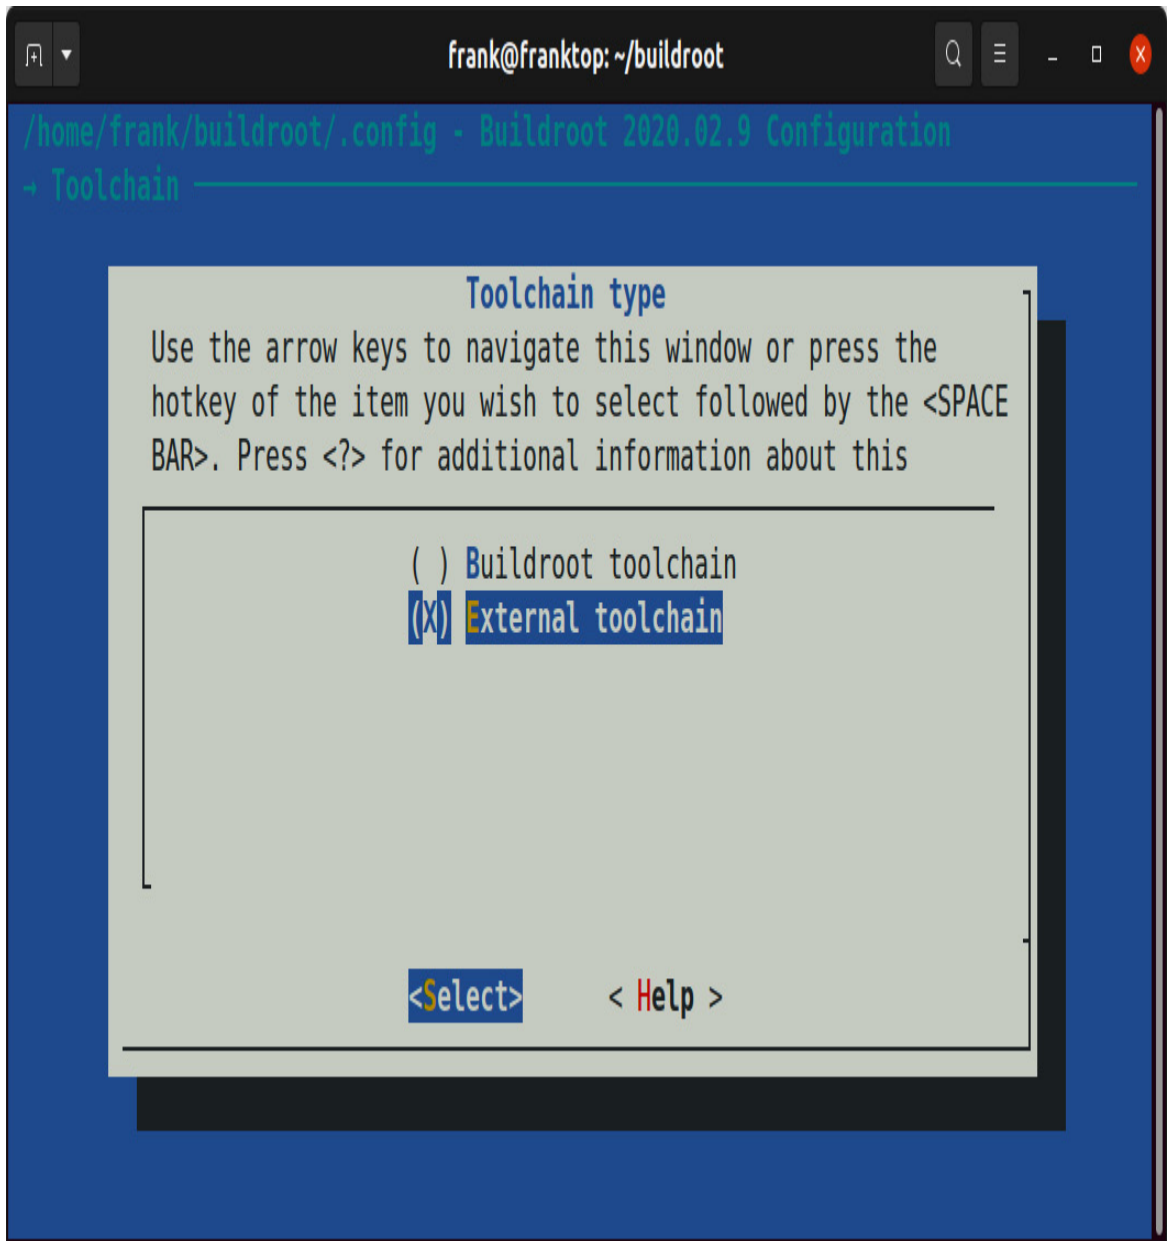 frank@franktop: ~/buildroot
/home/frank/buildroot/.config - Buildroot 2020.02.9 Configuration
→ Toolchain
Toolchain type
Use the arrow keys to navigate this window or press the
hotkey of the item you wish to select followed by the <SPACE
BAR>. Press <?> for additional information about this
( ) Buildroot toolchain
(X) External toolchain
<Select> < Help >